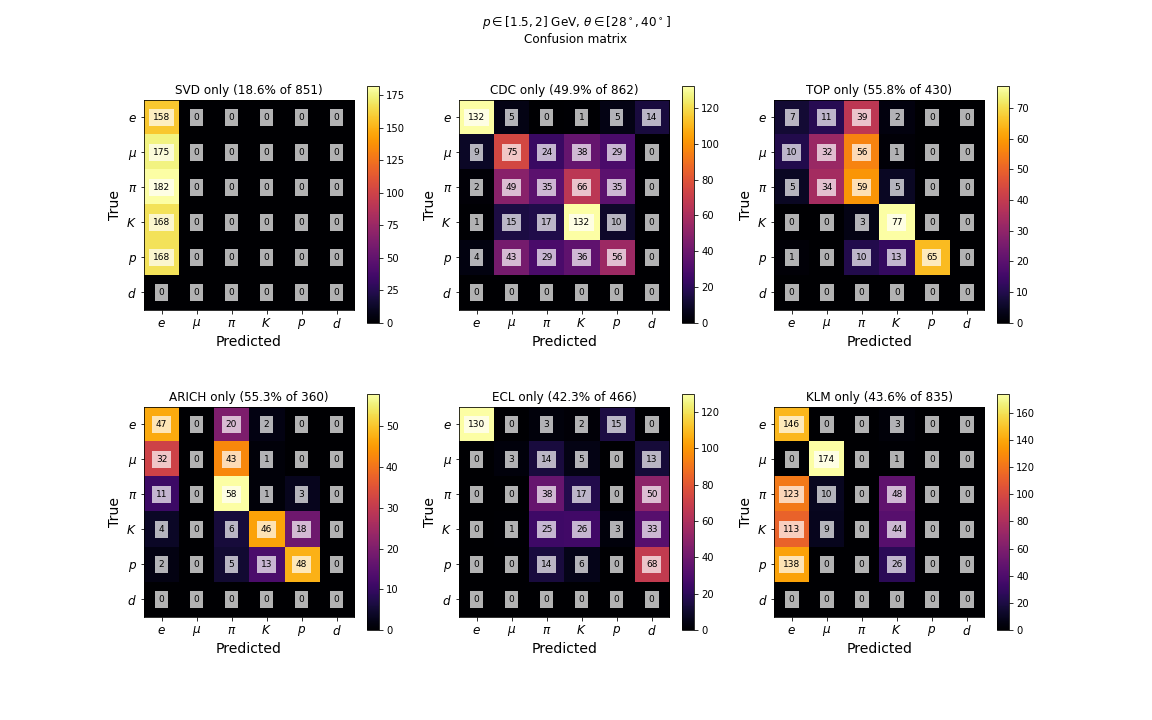 p ∈ [1.5, 2] GeV, θ ∈ [28°, 40°]
Confusion matrix
SVD only (18.6% of 851)
True
e 158 0 0 0 0 0
μ 175 0 0 0 0 0
π 182 0 0 0 0 0
K 168 0 0 0 0 0
p 168 0 0 0 0 0
d 0 0 0 0 0 0
e μ π K p d
Predicted
175
150
125
100
75
50
25
0
CDC only (49.9% of 862)
True
e 132 5 0 1 5 14
μ 9 75 24 38 29 0
π 2 49 35 66 35 0
K 1 15 17 132 10 0
p 4 43 29 36 56 0
d 0 0 0 0 0 0
e μ π K p d
Predicted
120
100
80
60
40
20
0
TOP only (55.8% of 430)
True
e 7 11 39 2 0 0
μ 10 32 56 1 0 0
π 5 34 59 5 0 0
K 0 0 3 77 0 0
p 1 0 10 13 65 0
d 0 0 0 0 0 0
e μ π K p d
Predicted
70
60
50
40
30
20
10
0
ARICH only (55.3% of 360)
True
e 47 0 20 2 0 0
μ 32 0 43 1 0 0
π 11 0 58 1 3 0
K 4 0 6 46 18 0
p 2 0 5 13 48 0
d 0 0 0 0 0 0
e μ π K p d
Predicted
50
40
30
20
10
0
ECL only (42.3% of 466)
True
e 130 0 3 2 15 0
μ 0 3 14 5 0 13
π 0 0 38 17 0 50
K 0 1 25 26 3 33
p 0 0 14 6 0 68
d 0 0 0 0 0 0
e μ π K p d
Predicted
120
100
80
60
40
20
0
KLM only (43.6% of 835)
True
e 146 0 0 3 0 0
μ 0 174 0 1 0 0
π 123 10 0 48 0 0
K 113 9 0 44 0 0
p 138 0 0 26 0 0
d 0 0 0 0 0 0
e μ π K p d
Predicted
160
140
120
100
80
60
40
20
0